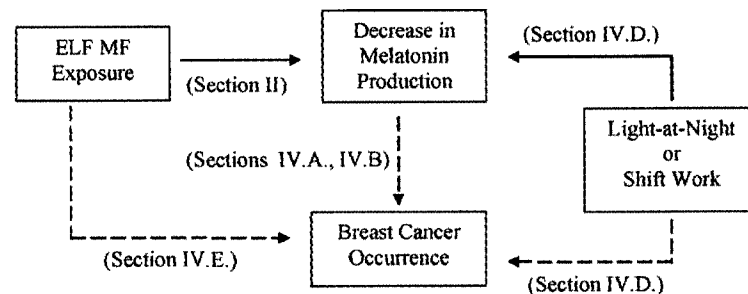 ELF MF
Exposure
(Section II)
Decrease in
Melatonin
Production
(Section IV.D.)
Light-at-Night
or
Shift Work
(Sections IV.A., IV.B)
Breast Cancer
Occurrence
(Section IV.E.)
(Section IV.D.)